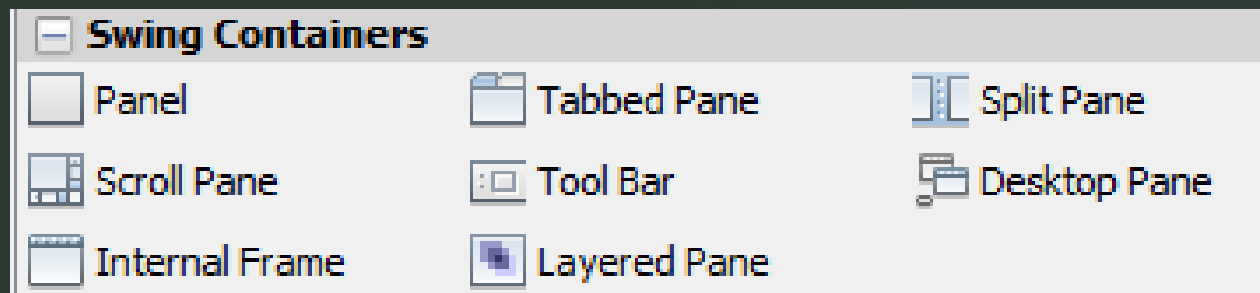 Swing Containers
Panel Tabbed Pane Split Pane
Scroll Pane Tool Bar Desktop Pane
Internal Frame Layered Pane